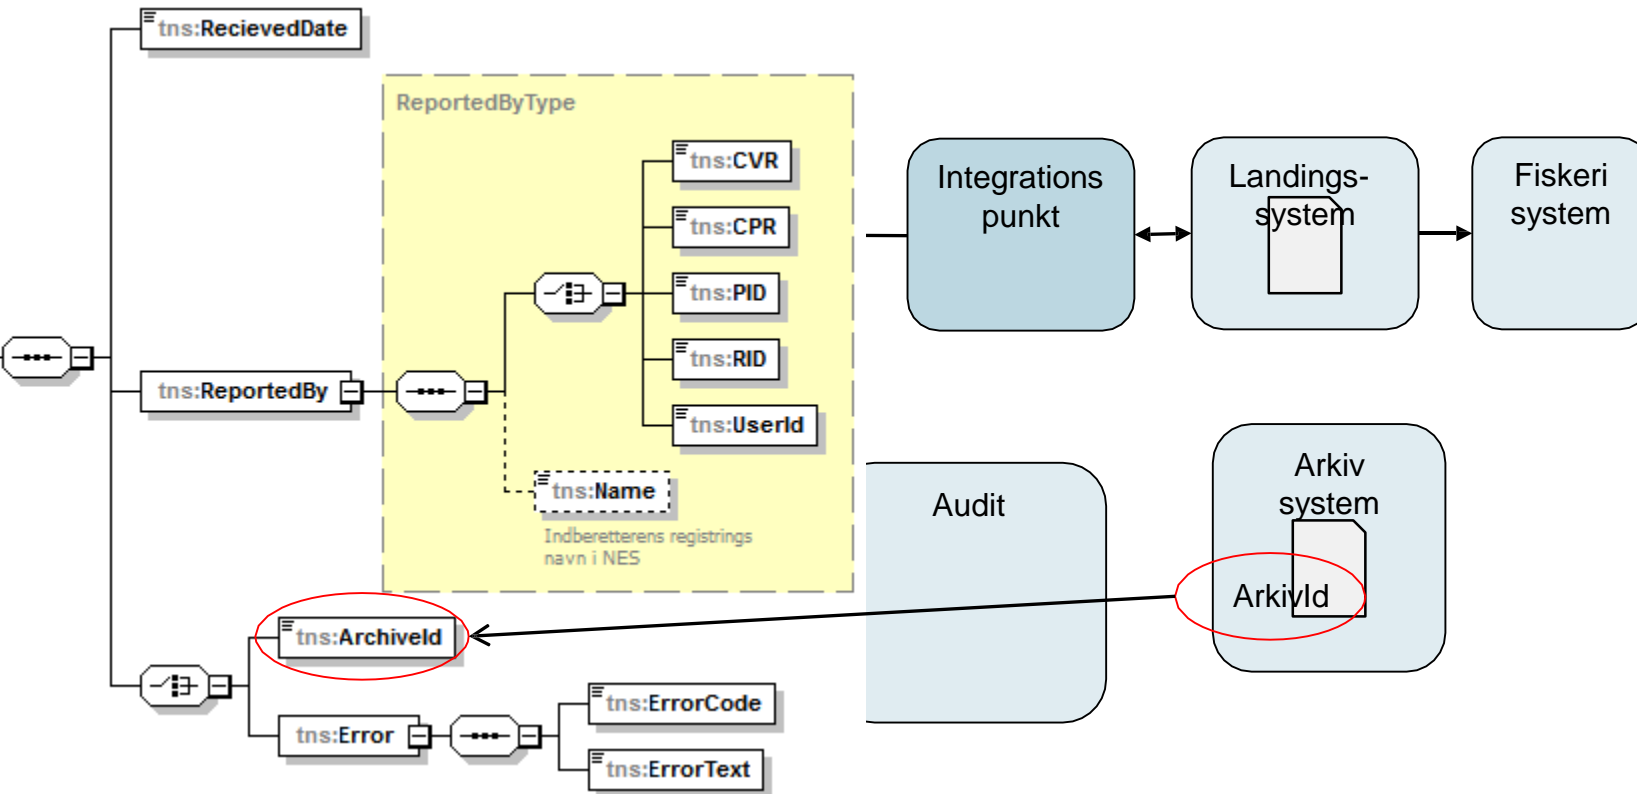 tns:RecievedDate
ReportedByType
tns:CVR
tns:CPR
tns:PID
tns:RID
tns:UserId
tns:ReportedBy
tns:Name
Indberetterens registrings
navn i NES
tns:ArchiveId
tns:Error
tns:ErrorCode
tns:ErrorText
Integrations
punkt
Landings-
system
Fiskeri
system
Audit
Arkiv
system
ArkivId